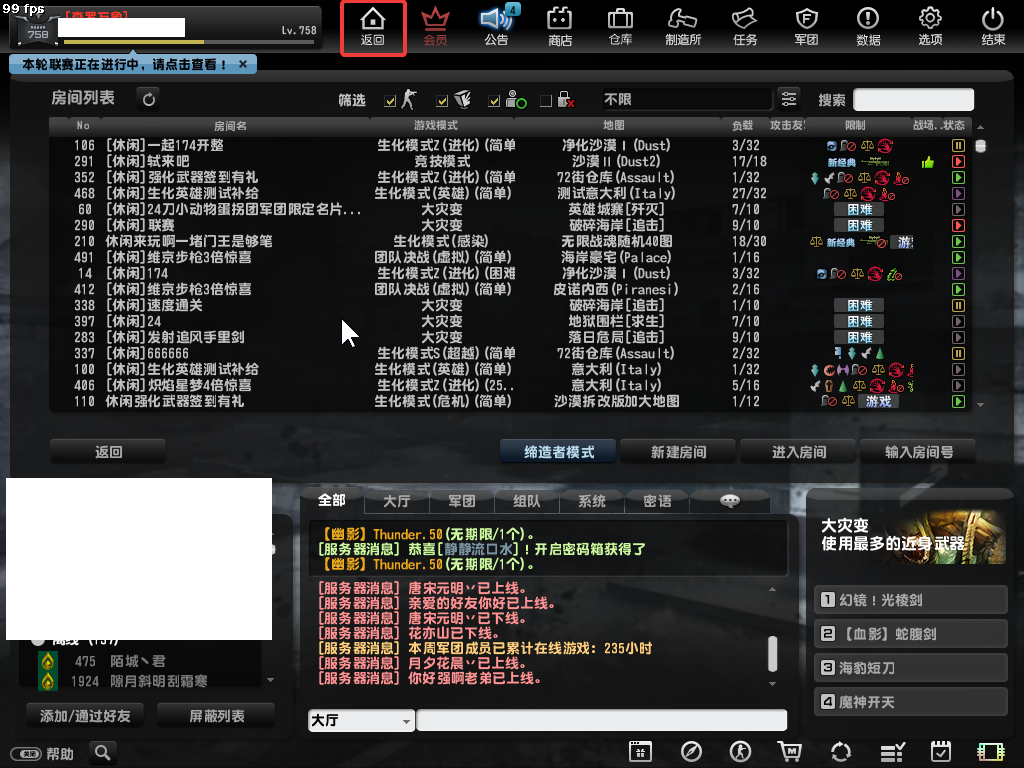 99 fps
758
Lv.758
返回
会员
4
公告
商店
仓库
制造所
任务
军团
数据
选项
结束
本轮联赛正在进行中，请点击查看！ ×
房间列表
筛选
不限
搜索
No 房间名 游戏模式 地图 负载 攻击友 限制 战场.. 状态
106 [休闲]一起174开整 生化模式Z(进化)(简单 净化沙漠Ⅰ(Dust) 3/32
291 [休闲]轼来吧 竞技模式 沙漠Ⅱ(Dust2) 17/18 新经典
352 [休闲]强化武器签到有礼 生化模式Z(进化)(简单 72街仓库(Assault) 1/32
468 [休闲]生化英雄测试补给 生化模式(英雄)(简单) 测试意大利(Italy) 27/32
60 [休闲]24刀小动物蛋拐团军团限定名片... 大灾变 英雄城寨[歼灭] 7/10 困难
290 [休闲]联赛 大灾变 破碎海岸[追击] 9/10 困难
210 休闲来玩啊一堵门王是够笔 生化模式(感染) 无限战魂随机40图 18/30 新经典 游
491 [休闲]维京步枪3倍惊喜 团队决战(虚拟)(简单) 海岸豪宅(Palace) 1/16
14 [休闲]174 生化模式Z(进化)(困难 净化沙漠Ⅰ(Dust) 3/32
412 [休闲]维京步枪3倍惊喜 团队决战(虚拟)(简单) 皮诺内西(Piranesi) 2/16
338 [休闲]速度通关 大灾变 破碎海岸[追击] 1/10 困难
397 [休闲]24 大灾变 地狱围栏[求生] 7/10 困难
283 [休闲]发射追风手里剑 大灾变 落日危局[追击] 9/10 困难
337 [休闲]666666 生化模式S(超越)(简单 72街仓库(Assault) 2/32
100 [休闲]生化英雄测试补给 生化模式(英雄)(简单) 意大利(Italy) 1/32
406 [休闲]炽焰星梦4倍惊喜 生化模式Z(进化)(25.. 意大利(Italy) 5/16
110 休闲强化武器签到有礼 生化模式(危机)(简单) 沙漠拆改版加大地图 1/12 游戏
返回
缔造者模式
新建房间
进入房间
输入房间号
全部
大厅
军团
组队
系统
密语
【幽影】Thunder.50(无期限/1个)。
[服务器消息] 恭喜[静静流口水]！开启密码箱获得了
【幽影】Thunder.50(无期限/1个)。
[服务器消息] 唐宋元明丷已上线。
[服务器消息] 亲爱的好友你好已上线。
[服务器消息] 唐宋元明丷已下线。
[服务器消息] 花亦山已下线。
[服务器消息] 本周军团成员已累计在线游戏: 235小时
[服务器消息] 月夕花晨丷已上线。
[服务器消息] 你好强啊老弟已上线。
大厅
475 陌城丶君
1924 隙月斜明刮霜寒
添加/通过好友
屏蔽列表
帮助
大灾变
使用最多的近身武器
1 幻镜！光棱剑
2 【血影】蛇腹剑
3 海豹短刀
4 魔神开天